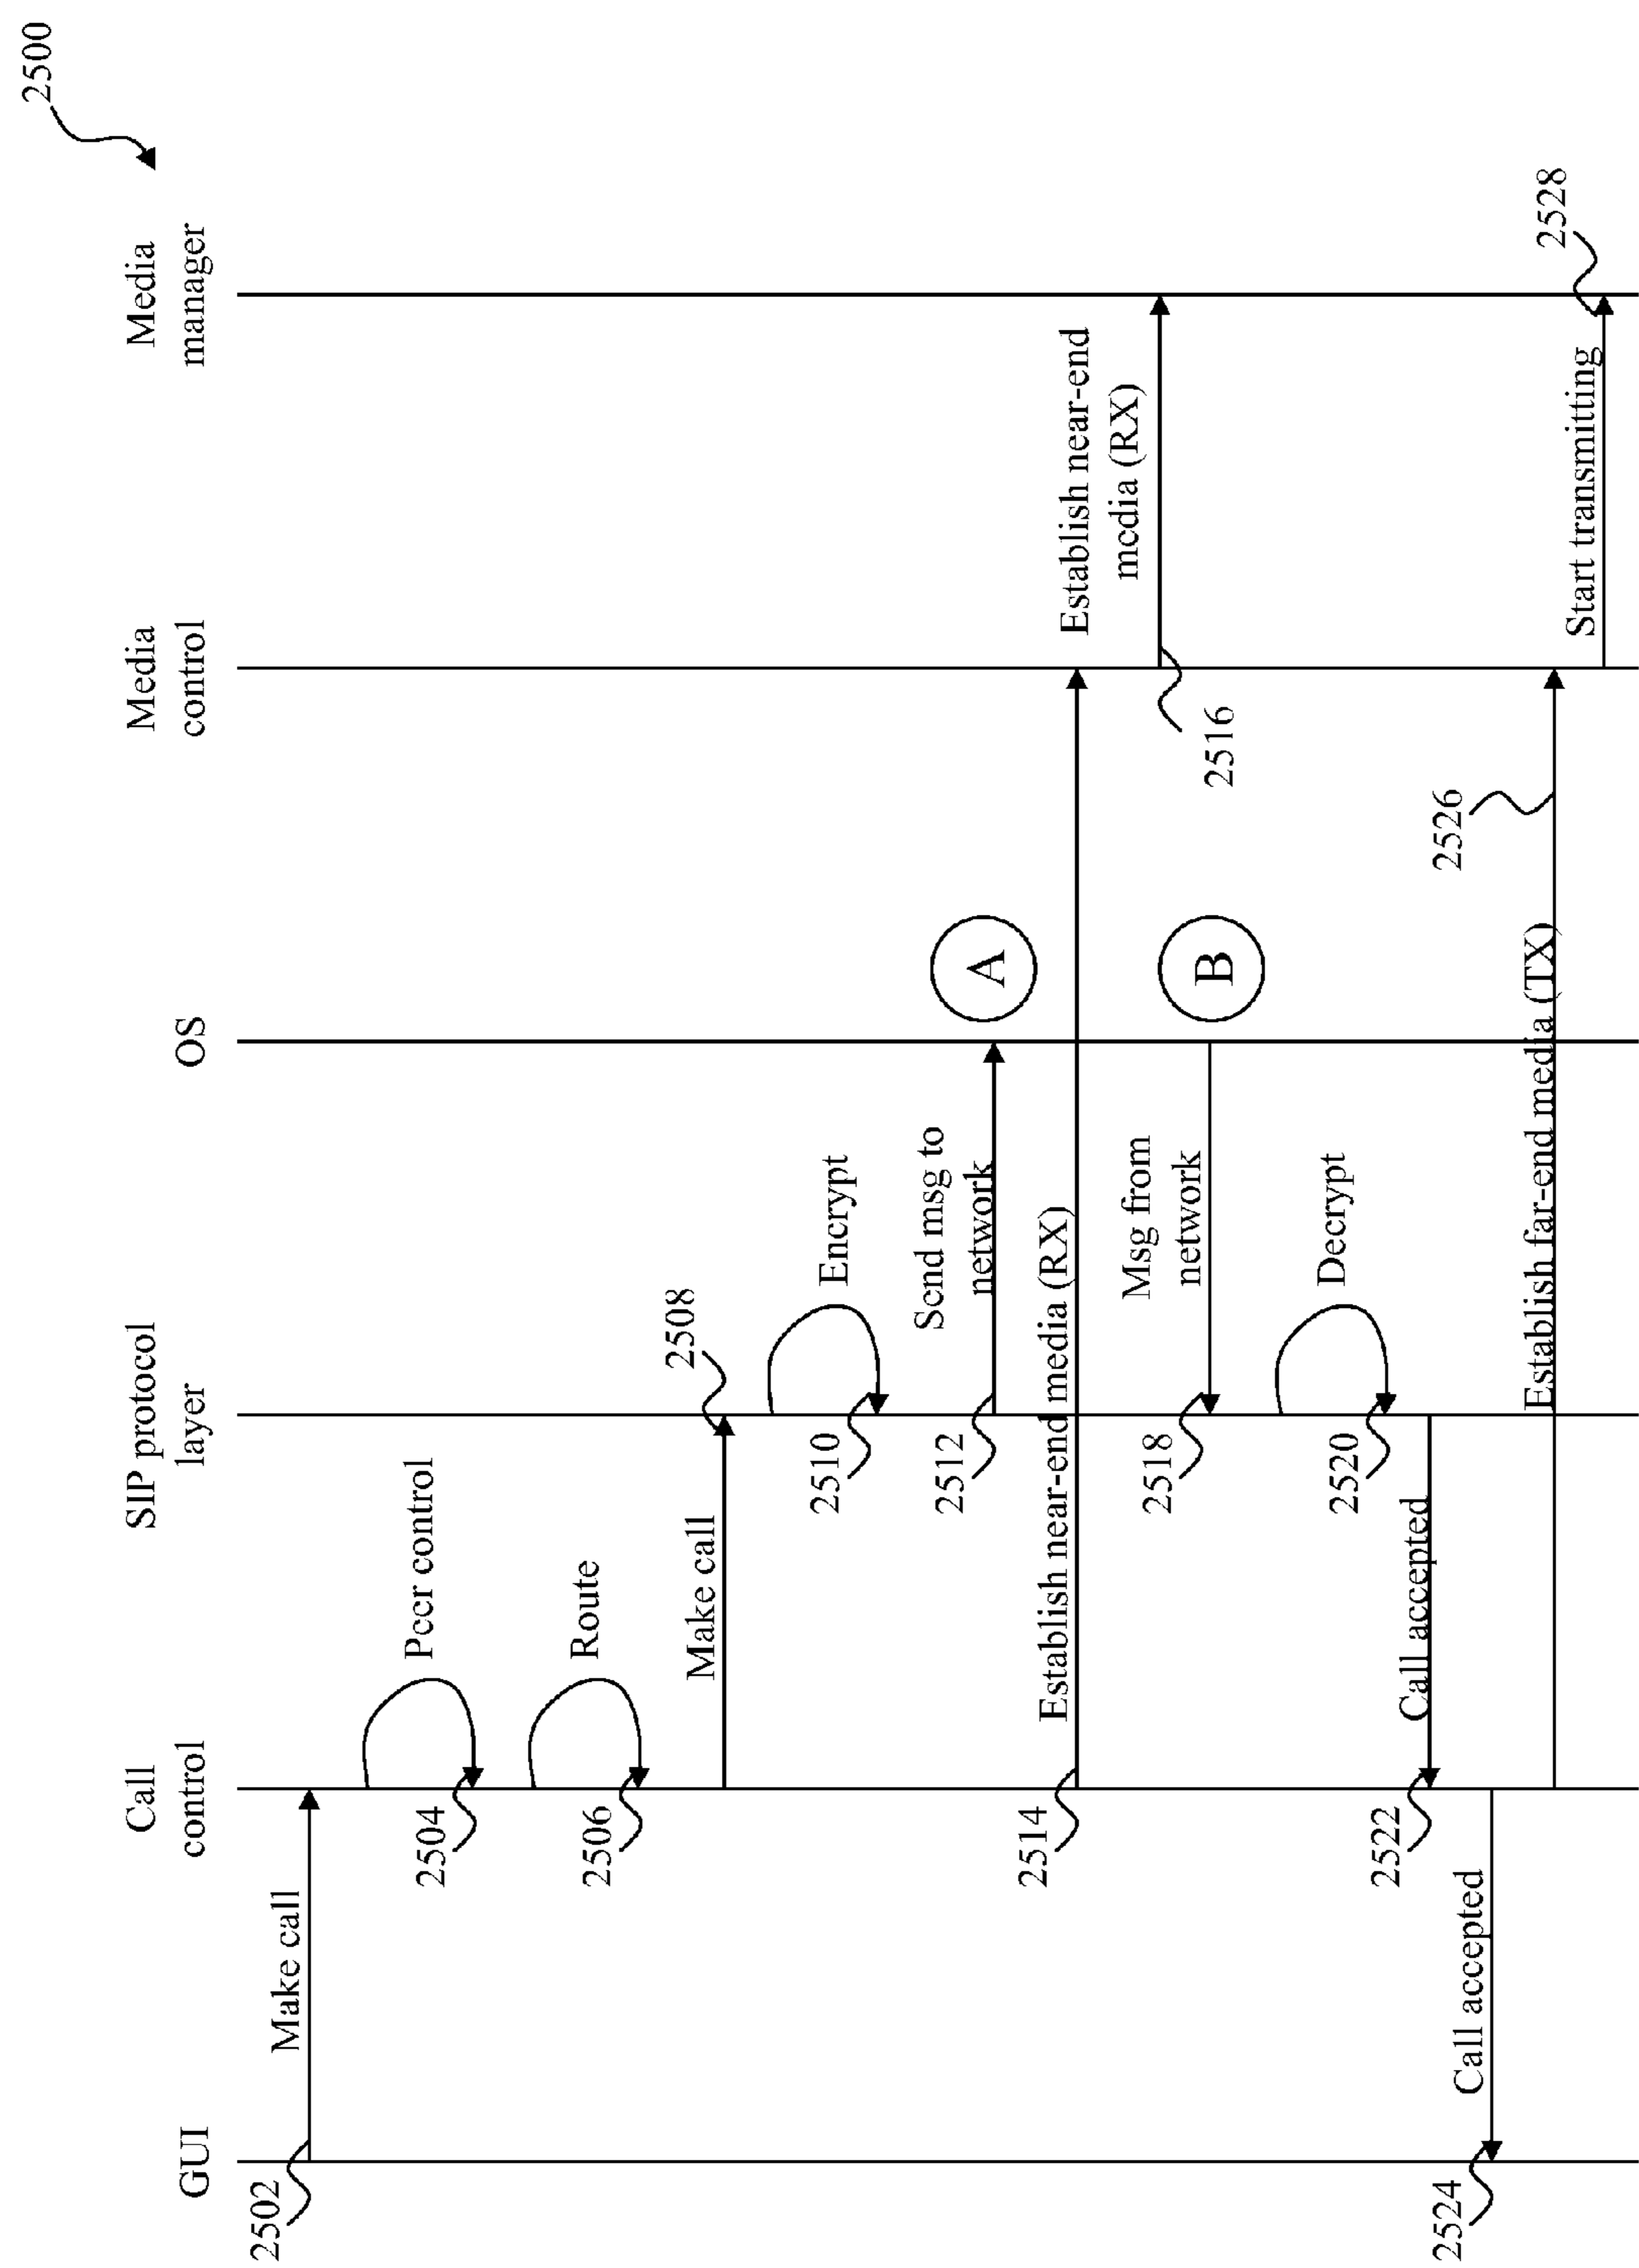 2500
GUI
Call
control
SIP protocol
layer
OS
Media
control
Media
manager
2502
Make call
2504
Peer control
2506
Route
Make call
2508
2510
Encrypt
2512
Send msg to
network
A
2514
Establish near-end media (RX)
Establish near-end
media (RX)
2516
2518
Msg from
network
B
2520
Decrypt
2522
Call accepted
2524
Call accepted
Establish far-end media (TX)
2526
Start transmitting
2528